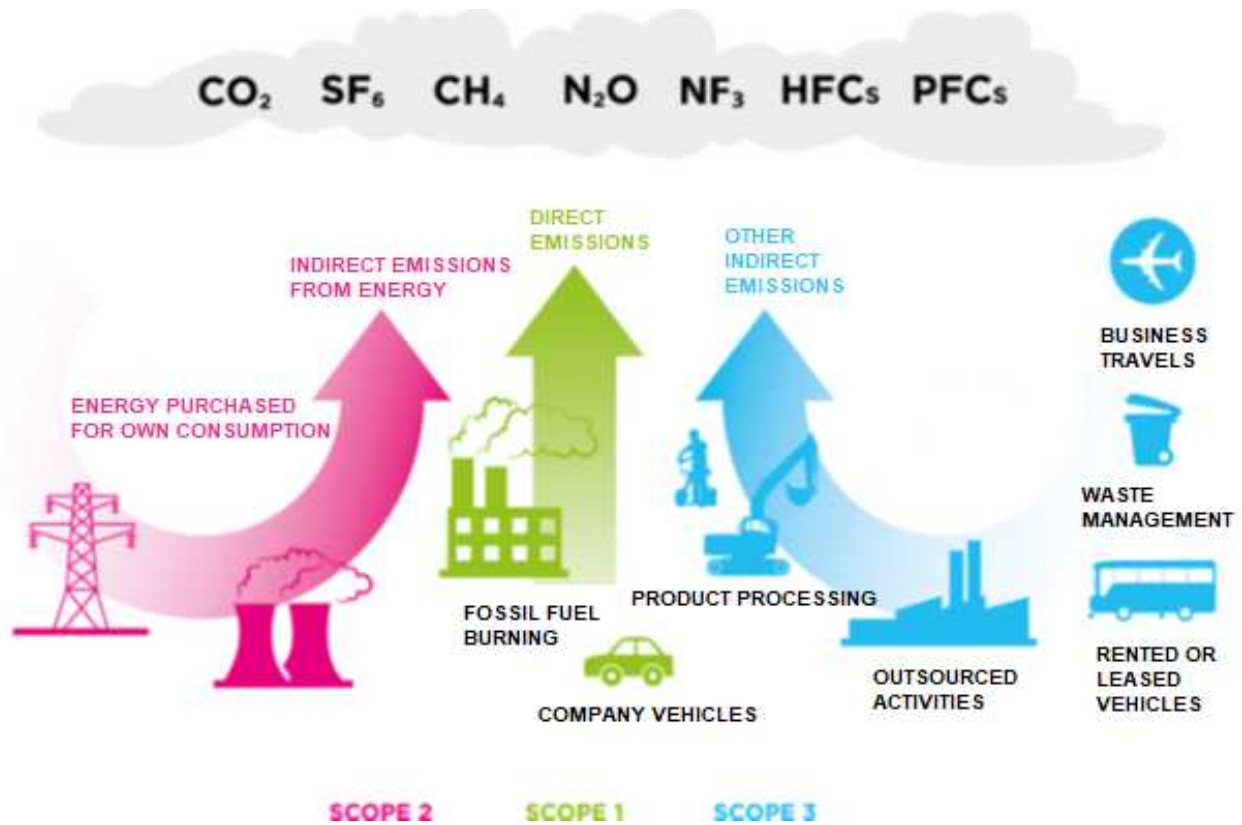 CO₂ SF₆ CH₄ N₂O NF₃ HFCs PFCs
DIRECT
EMISSIONS
INDIRECT EMISSIONS
FROM ENERGY
OTHER
INDIRECT
EMISSIONS
ENERGY PURCHASED
FOR OWN CONSUMPTION
BUSINESS
TRAVELS
WASTE
MANAGEMENT
FOSSIL FUEL
BURNING
PRODUCT PROCESSING
COMPANY VEHICLES
OUTSOURCED
ACTIVITIES
RENTED OR
LEASED
VEHICLES
SCOPE 2 SCOPE 1 SCOPE 3